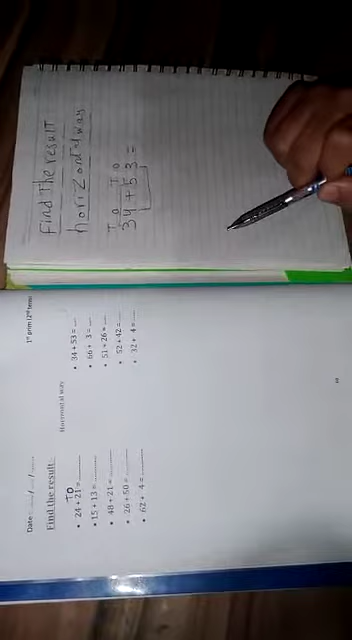 Find the result
horizontal way
T O T O
34 + 53 =
Date : ..... / ..... / .....
1st prim (2nd term)
Find the result
Horizontal way
T O
• 24 + 21 = ........
• 15 + 13 = ........
• 48 + 21 = ........
• 26 + 50 = ........
• 62 + 4 = ........
• 34 + 53 = ....
• 66 + 3 = ....
• 51 + 26 = ....
• 52 + 42 = ....
• 32 + 4 = ....